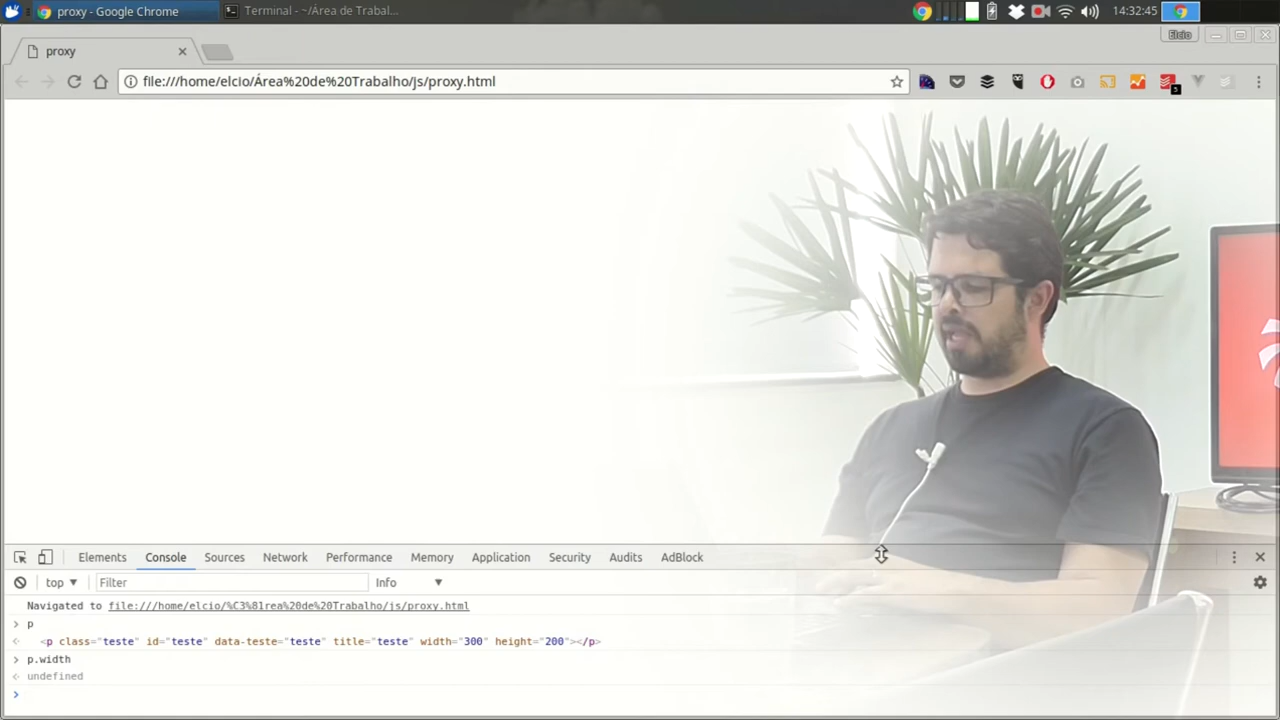 proxy - Google Chrome
Terminal - ~/Área de Trabal...
14:32:45
proxy
Elcio
file:///home/elcio/Área%20de%20Trabalho/js/proxy.html
5
Elements Console Sources Network Performance Memory Application Security Audits AdBlock
top ▼ Filter Info ▼
Navigated to file:///home/elcio/%C3%81rea%20de%20Trabalho/js/proxy.html
> p
<p class="teste" id="teste" data-teste="teste" title="teste" width="300" height="200"></p>
> p.width
undefined
>